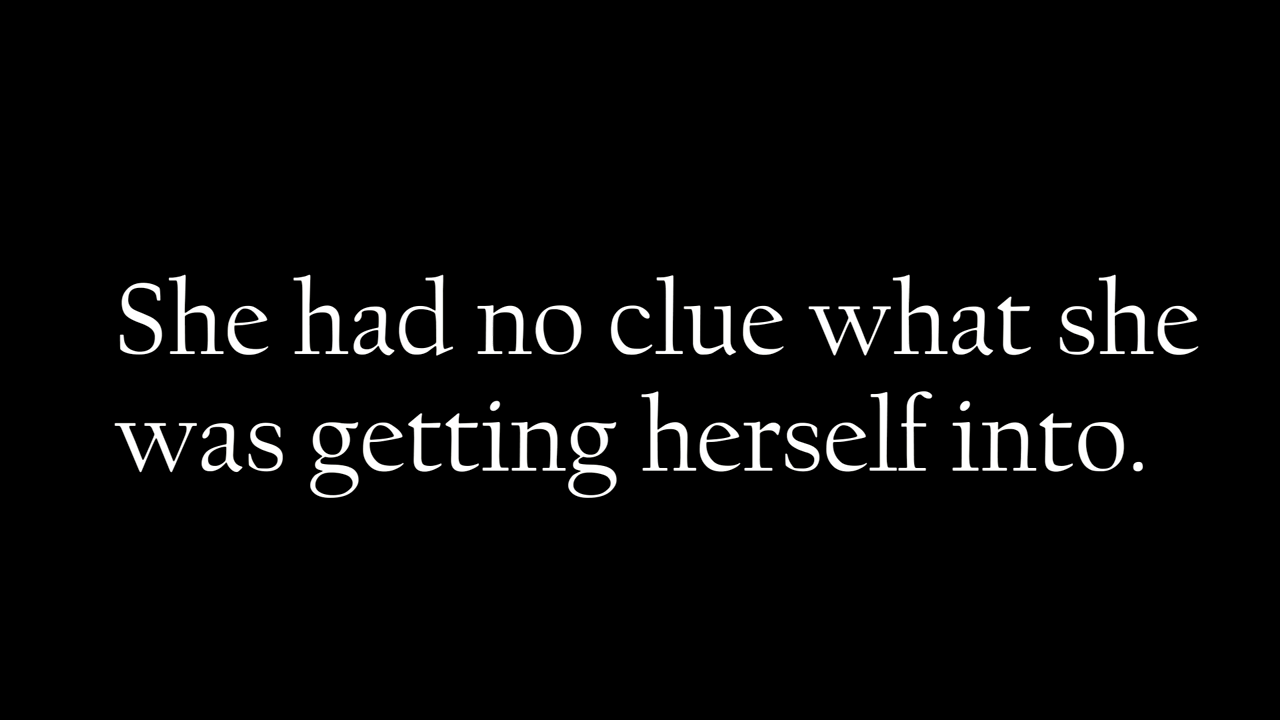 She had no clue what she
was getting herself into.